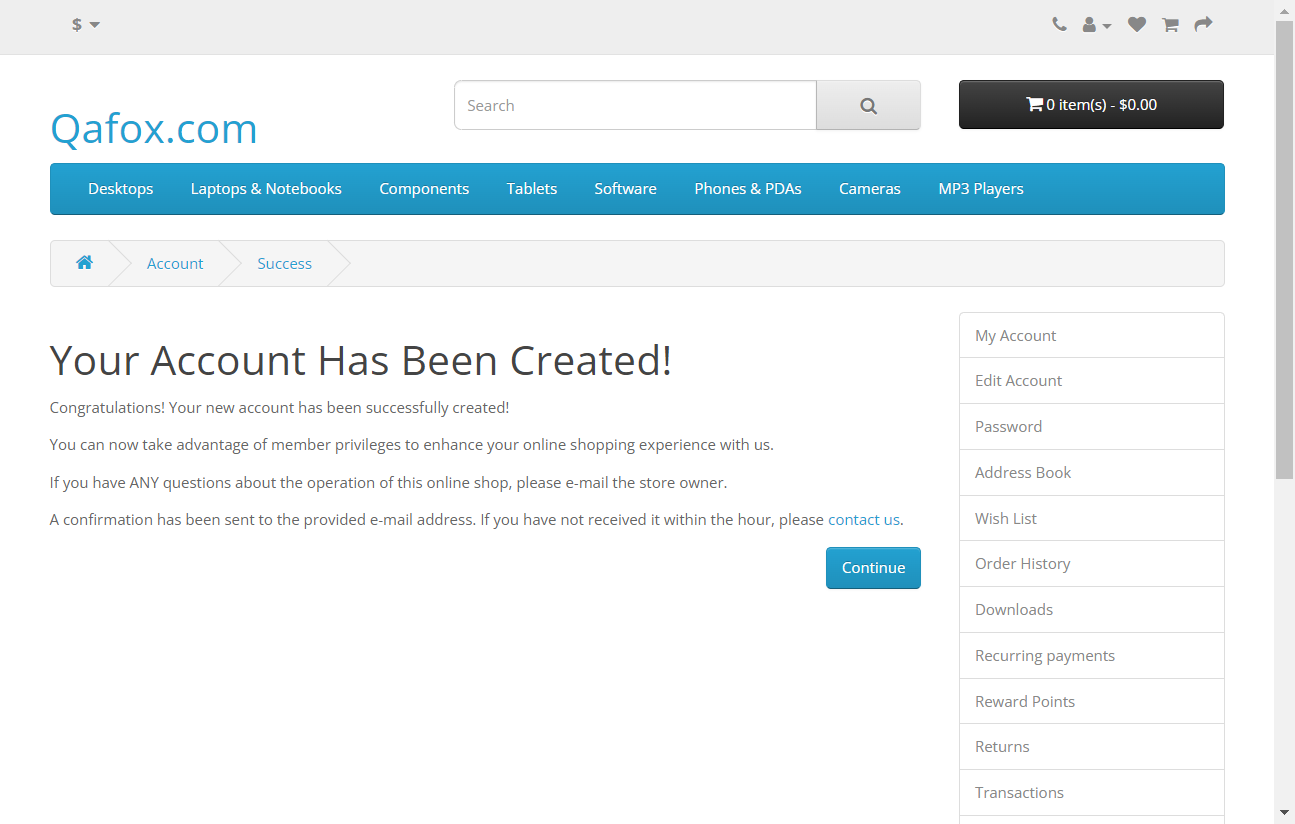 $
Search
0 item(s) - $0.00
Qafox.com
Desktops Laptops & Notebooks Components Tablets Software Phones & PDAs Cameras MP3 Players
Account Success
Your Account Has Been Created!
Congratulations! Your new account has been successfully created!
You can now take advantage of member privileges to enhance your online shopping experience with us.
If you have ANY questions about the operation of this online shop, please e-mail the store owner.
A confirmation has been sent to the provided e-mail address. If you have not received it within the hour, please contact us.
Continue
My Account
Edit Account
Password
Address Book
Wish List
Order History
Downloads
Recurring payments
Reward Points
Returns
Transactions